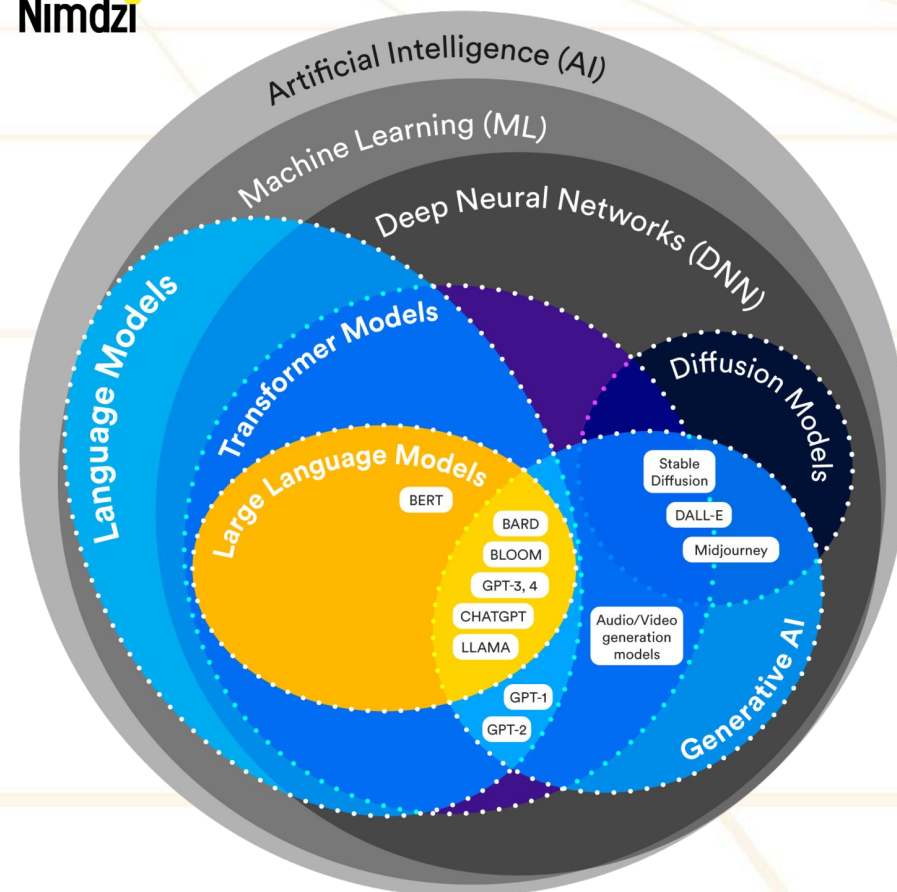 Nimdzi
Artificial Intelligence (AI)
Machine Learning (ML)
Deep Neural Networks (DNN)
Language Models
Transformer Models
Diffusion Models
Large Language Models
Stable
Diffusion
BERT
DALL-E
BARD
Midjourney
BLOOM
GPT-3, 4
CHATGPT
Audio/Video
generation
models
LLAMA
Generative AI
GPT-1
GPT-2